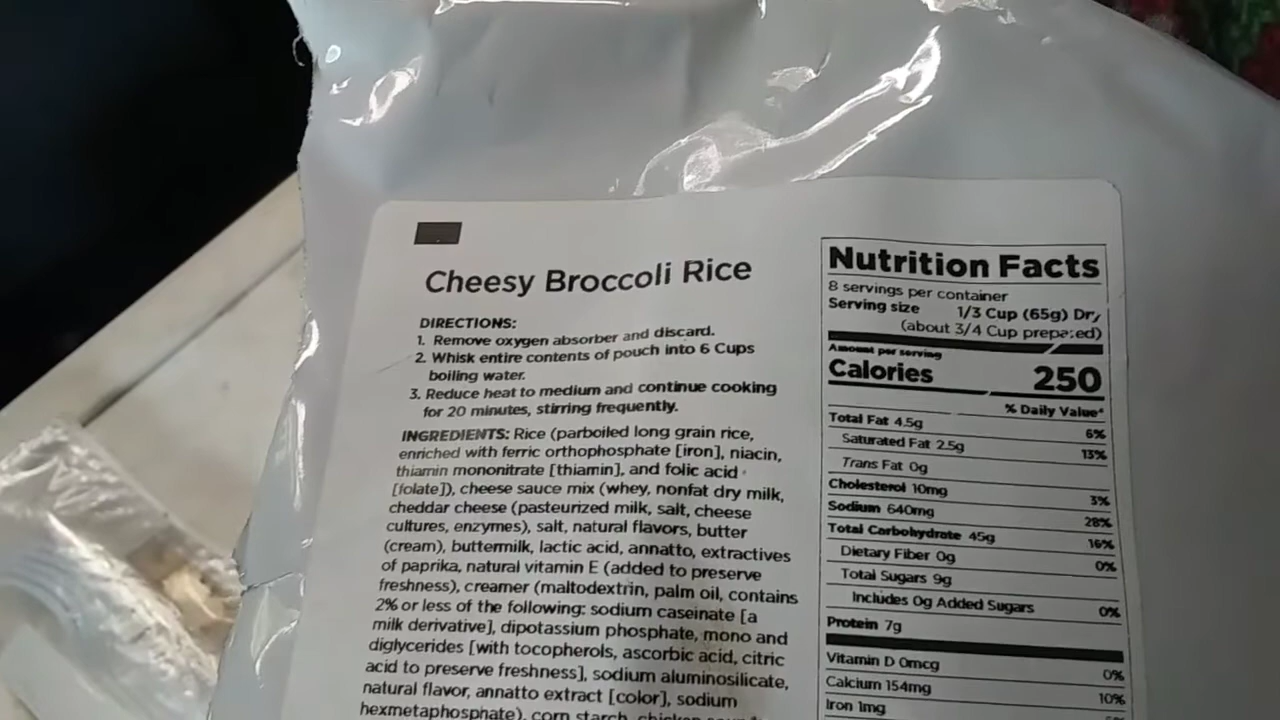 Cheesy Broccoli Rice
DIRECTIONS:
1. Remove oxygen absorber and discard.
2. Whisk entire contents of pouch into 6 Cups
boiling water.
3. Reduce heat to medium and continue cooking
for 20 minutes, stirring frequently.
INGREDIENTS: Rice (parboiled long grain rice,
enriched with ferric orthophosphate [iron], niacin,
thiamin mononitrate [thiamin], and folic acid
[folate]), cheese sauce mix (whey, nonfat dry milk,
cheddar cheese (pasteurized milk, salt, cheese
cultures, enzymes), salt, natural flavors, butter
(cream), buttermilk, lactic acid, annatto, extractives
of paprika, natural vitamin E (added to preserve
freshness), creamer (maltodextrin, palm oil, contains
2% or less of the following: sodium caseinate [a
milk derivative], dipotassium phosphate, mono and
diglycerides [with tocopherols, ascorbic acid, citric
acid to preserve freshness], sodium aluminosilicate,
natural flavor, annatto extract [color], sodium
hexmetaphosphate), corn starch, chicken
Nutrition Facts
8 servings per container
Serving size 1/3 Cup (65g) Dry
(about 3/4 Cup prepared)
Amount per serving
Calories 250
% Daily Value*
Total Fat 4.5g 6%
Saturated Fat 2.5g 13%
Trans Fat 0g
Cholesterol 10mg 3%
Sodium 640mg 28%
Total Carbohydrate 45g 16%
Dietary Fiber 0g 0%
Total Sugars 9g
Includes 0g Added Sugars 0%
Protein 7g
Vitamin D 0mcg 0%
Calcium 154mg 10%
Iron 1mg